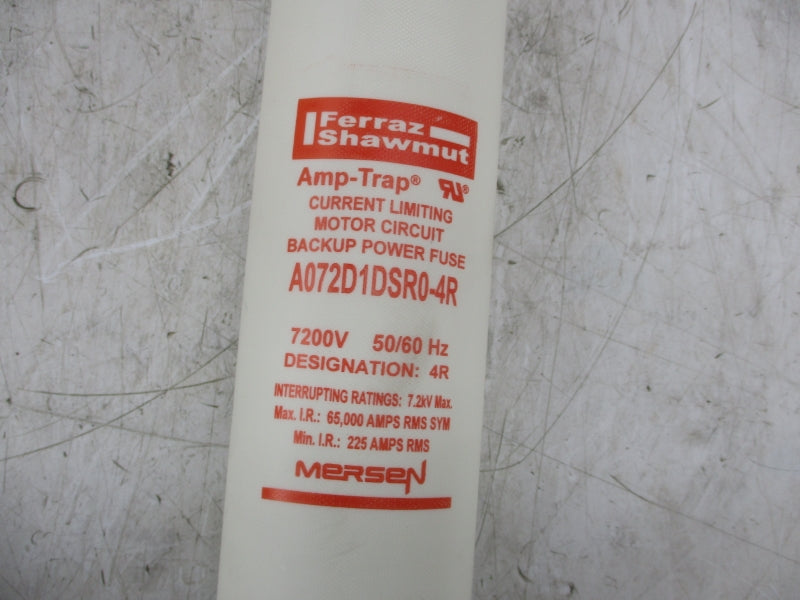 Ferraz
Shawmut
Amp-Trap®
CURRENT LIMITING
MOTOR CIRCUIT
BACKUP POWER FUSE
A072D1DSR0-4R
7200V 50/60 Hz
DESIGNATION: 4R
INTERRUPTING RATINGS: 7.2kV Max.
Max. I.R.: 65,000 AMPS RMS SYM
Min. I.R.: 225 AMPS RMS
MERSEN